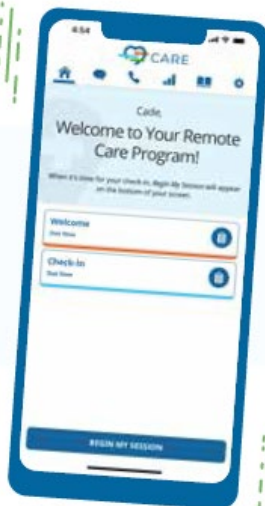 4:54
CARE
Cade,
Welcome to Your Remote
Care Program!
When it's time for your check-in, Begin My Session will appear
on the bottom of your screen.
Welcome
Due Now
Check-In
Due Now
BEGIN MY SESSION